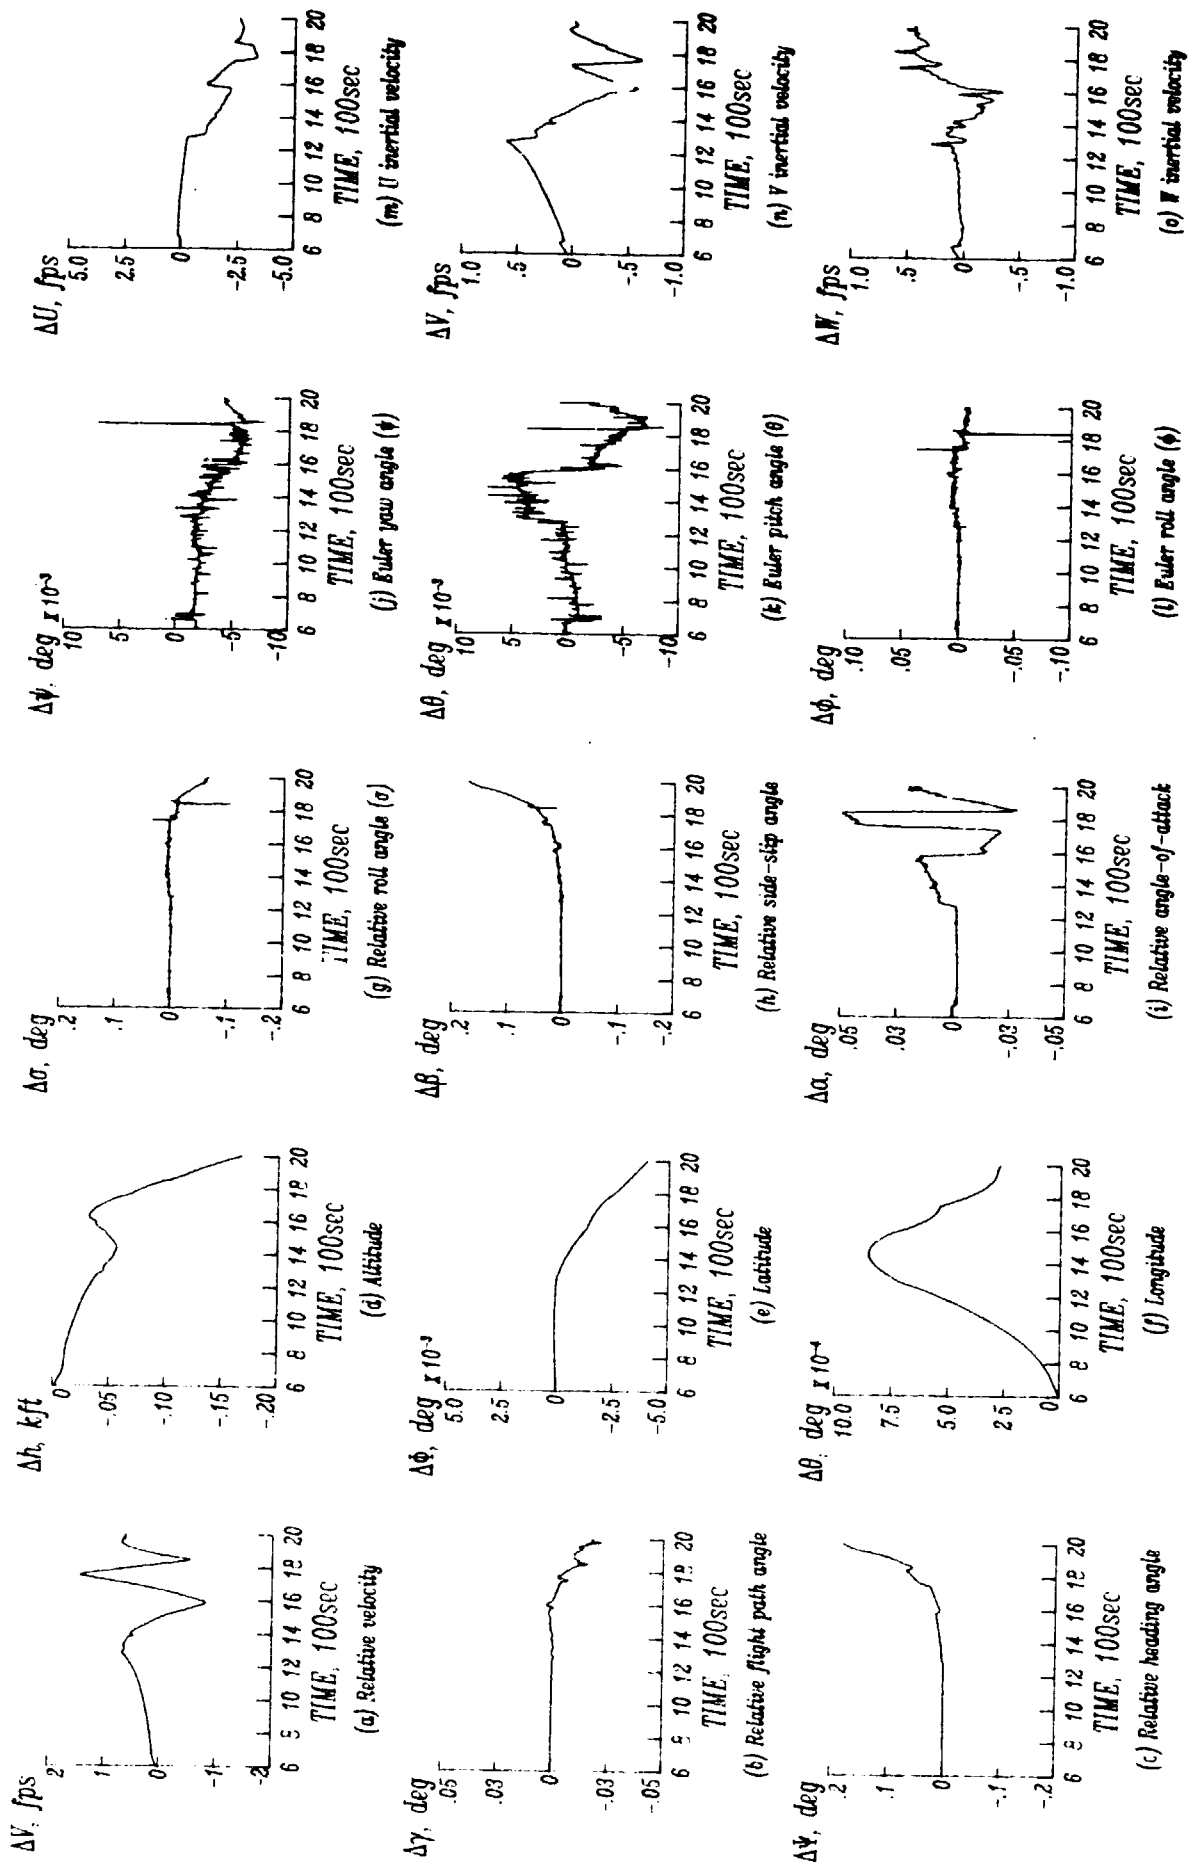 ΔV, fps
2
1
0
-1
-2
6 8 10 12 14 16 18 20
TIME, 100sec
(a) Relative velocity
Δγ, deg
.05
.03
0
-.03
-.05
6 8 10 12 14 16 18 20
TIME, 100sec
(b) Relative flight path angle
ΔΨ, deg
.2
.1
0
-.1
-.2
6 8 10 12 14 16 18 20
TIME, 100sec
(c) Relative heading angle
Δh, kft
0
-.05
-.10
-.15
-.20
6 8 10 12 14 16 18 20
TIME, 100sec
(d) Altitude
ΔΦ, deg x 10⁻³
5.0
2.5
0
-2.5
-5.0
6 8 10 12 14 16 18 20
TIME, 100sec
(e) Latitude
Δθ, deg x 10⁻⁴
10.0
7.5
5.0
2.5
0
6 8 10 12 14 16 18 20
TIME, 100sec
(f) Longitude
Δσ, deg
.2
.1
0
-.1
-.2
6 8 10 12 14 16 18 20
TIME, 100sec
(g) Relative roll angle (σ)
Δβ, deg
.2
.1
0
-.1
-.2
6 8 10 12 14 16 18 20
TIME, 100sec
(h) Relative side-slip angle
Δα, deg
.05
.03
0
-.03
-.05
6 8 10 12 14 16 18 20
TIME, 100sec
(i) Relative angle-of-attack
Δψ, deg x 10⁻³
10
5
0
-5
-10
6 8 10 12 14 16 18 20
TIME, 100sec
(j) Euler yaw angle (ψ)
Δθ, deg x 10⁻³
10
5
0
-5
-10
6 8 10 12 14 16 18 20
TIME, 100sec
(k) Euler pitch angle (θ)
Δϕ, deg
.10
.05
0
-.05
-.10
6 8 10 12 14 16 18 20
TIME, 100sec
(l) Euler roll angle (ϕ)
ΔU, fps
5.0
2.5
0
-2.5
-5.0
6 8 10 12 14 16 18 20
TIME, 100sec
(m) U inertial velocity
ΔV, fps
1.0
.5
0
-.5
-1.0
6 8 10 12 14 16 18 20
TIME, 100sec
(n) V inertial velocity
ΔW, fps
1.0
.5
0
-.5
-1.0
6 8 10 12 14 16 18 20
TIME, 100sec
(o) W inertial velocity